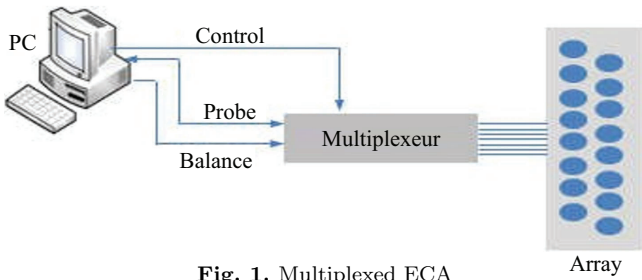 PC
Control
Probe
Balance
Multiplexeur
Array
Fig. 1. Multiplexed ECA